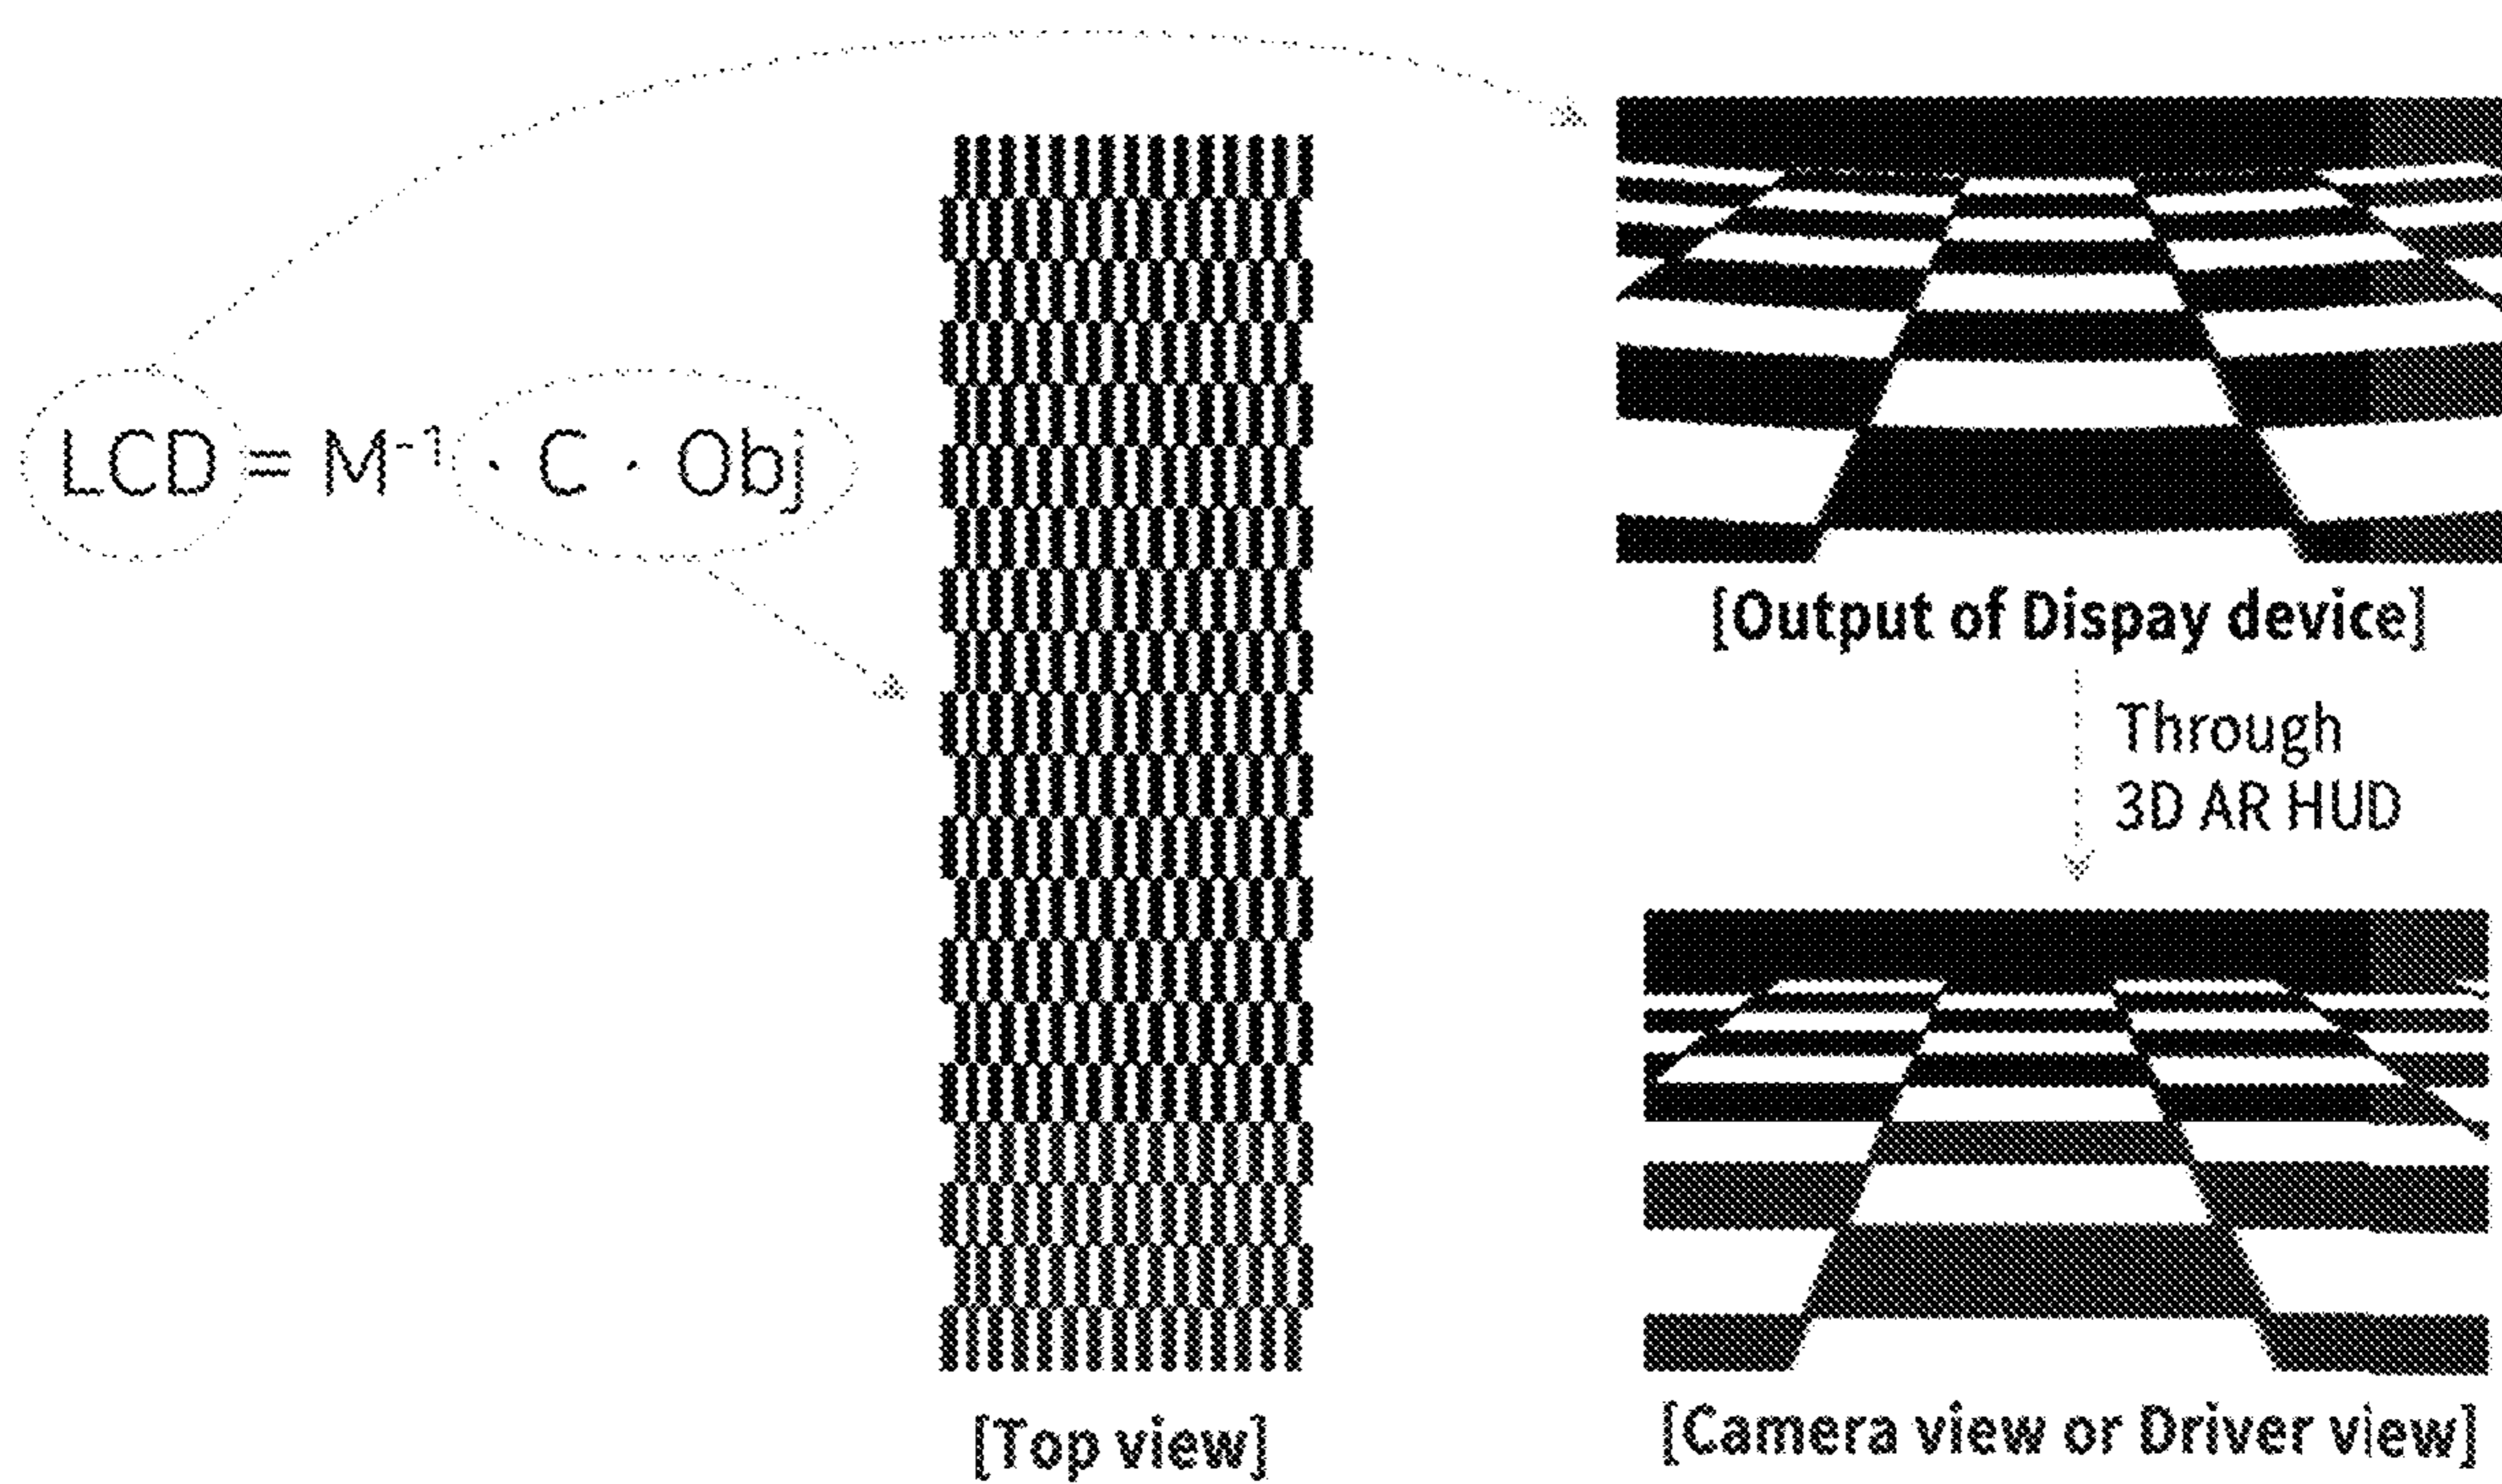 LCD = M⁻¹ · C · Obj
[Output of Dispay device]
Through
3D AR HUD
[Top view]
[Camera view or Driver view]